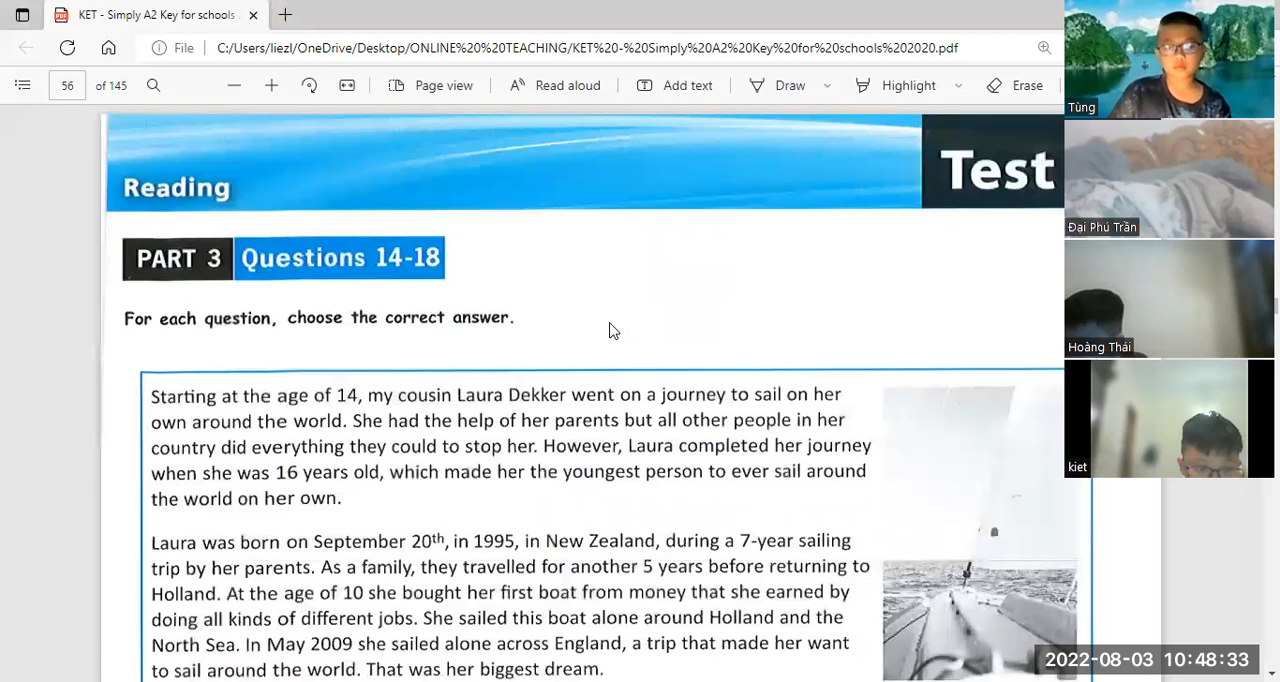 KET - Simply A2 Key for schools
File
C:/Users/liezl/OneDrive/Desktop/ONLINE%20%20TEACHING/KET%20-%20Simply%20A2%20Key%20for%20schools%202020.pdf
56 of 145
Page view
Read aloud
Add text
Draw
Highlight
Erase
Reading
Test
PART 3 Questions 14-18
For each question, choose the correct answer.
Starting at the age of 14, my cousin Laura Dekker went on a journey to sail on her
own around the world. She had the help of her parents but all other people in her
country did everything they could to stop her. However, Laura completed her journey
when she was 16 years old, which made her the youngest person to ever sail around
the world on her own.
Laura was born on September 20th, in 1995, in New Zealand, during a 7-year sailing
trip by her parents. As a family, they travelled for another 5 years before returning to
Holland. At the age of 10 she bought her first boat from money that she earned by
doing all kinds of different jobs. She sailed this boat alone around Holland and the
North Sea. In May 2009 she sailed alone across England, a trip that made her want
to sail around the world. That was her biggest dream.
Tùng
Đại Phú Trần
Hoàng Thái
kiet
2022-08-03 10:48:33